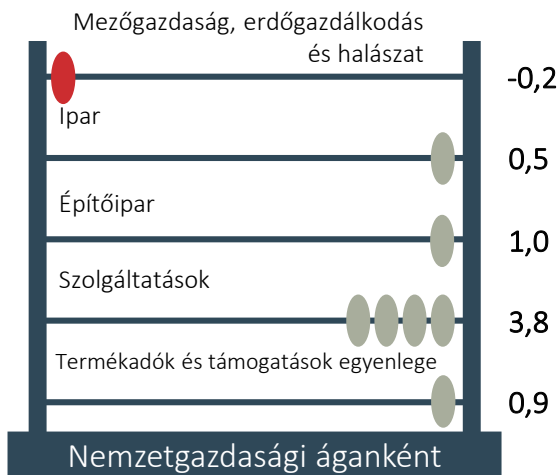 Mezőgazdaság, erdőgazdálkodás
és halászat
-0,2
Ipar
0,5
Építőipar
1,0
Szolgáltatások
3,8
Termékadók és támogatások egyenlege
0,9
Nemzetgazdasági áganként